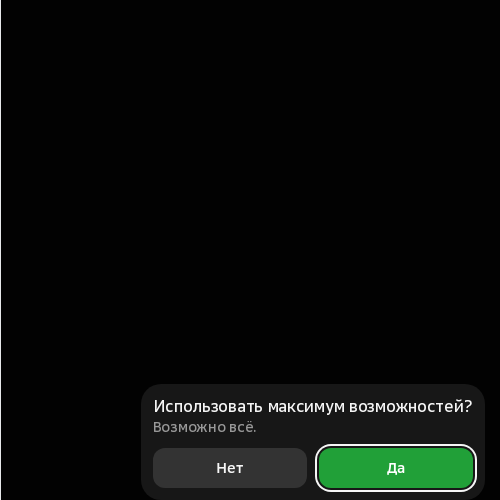 Использовать максимум возможностей?
Возможно всё.
Нет
Да